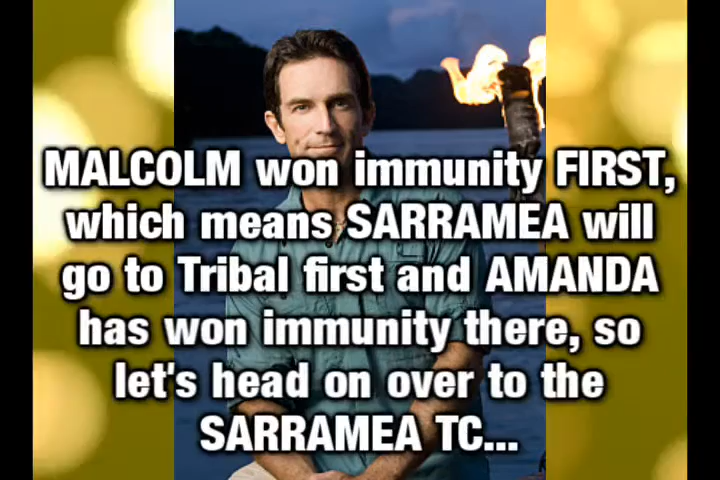 MALCOLM won immunity FIRST,
which means SARRAMEA will
go to Tribal first and AMANDA
has won immunity there, so
let's head on over to the
SARRAMEA TC...